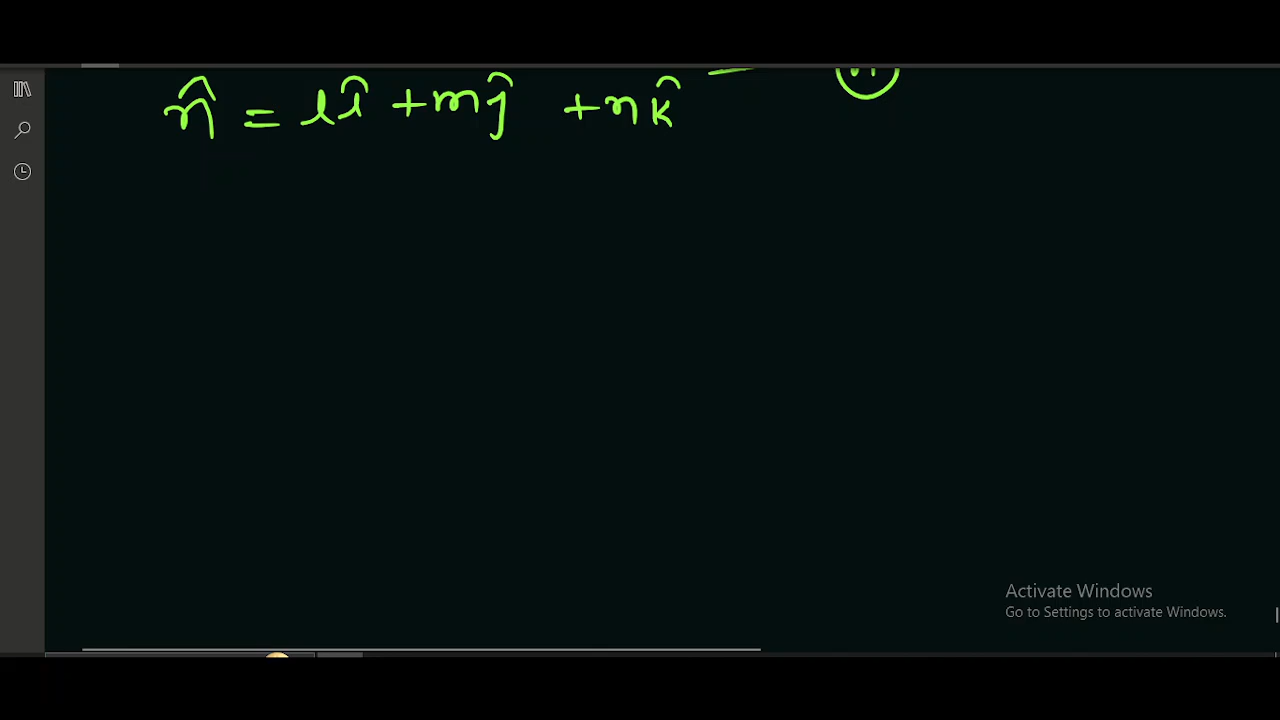 n̂ = lî + mĵ + nk̂
Activate Windows
Go to Settings to activate Windows.